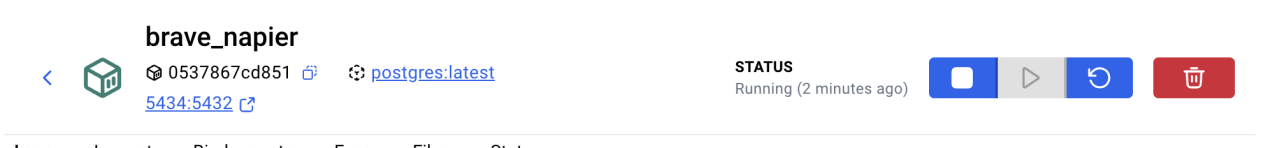 brave_napier
0537867cd851 postgres:latest
5434:5432
STATUS
Running (2 minutes ago)